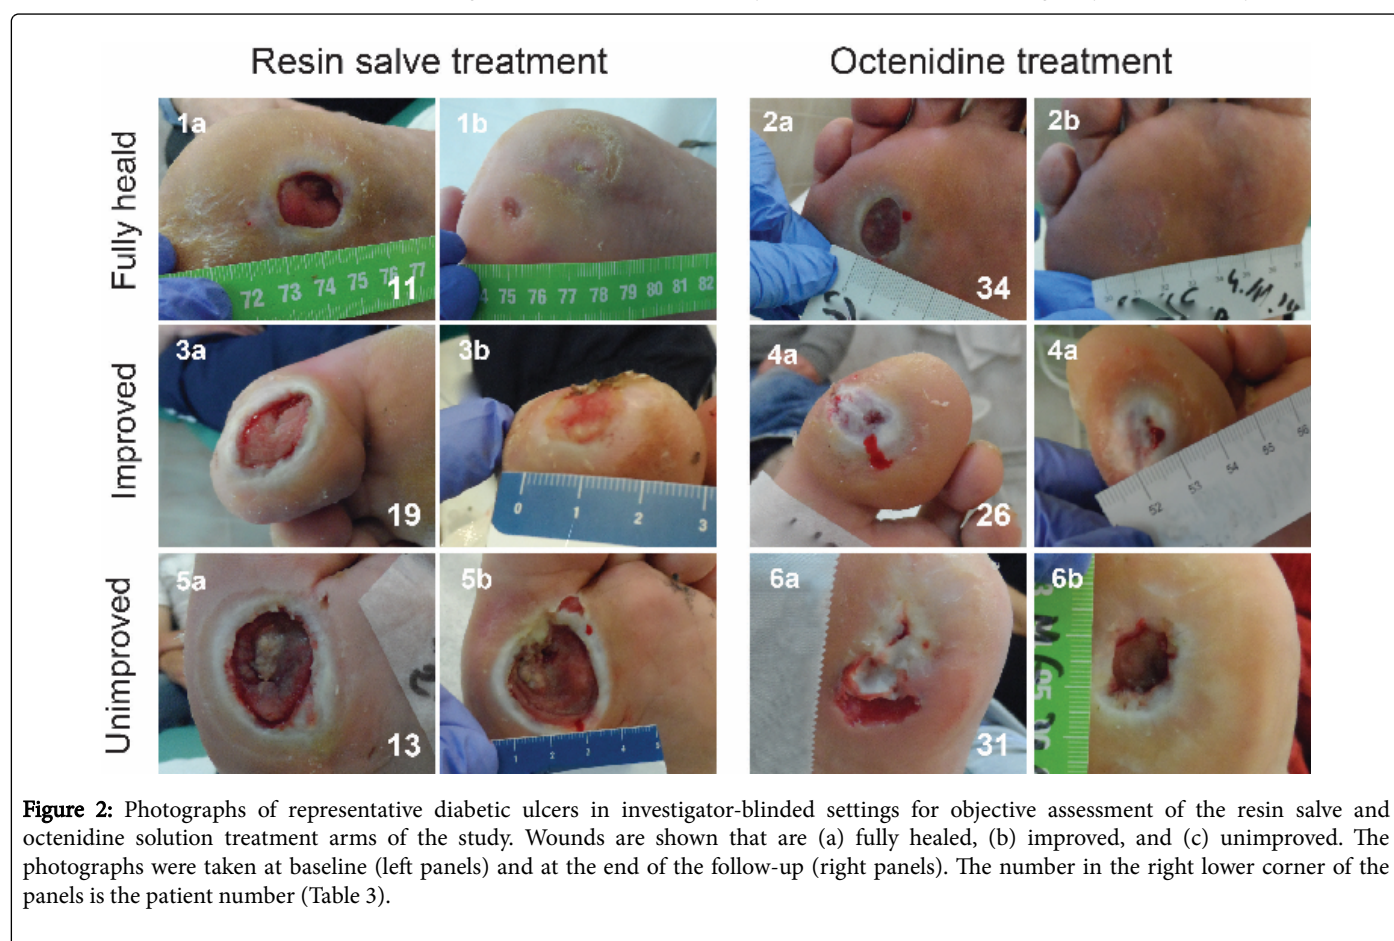 Resin salve treatment
Octenidine treatment
Fully heald
1a
72 73 74 75 76 77
11
1b
75 76 77 78 79 80 81 82
2a
34
2b
Improved
3a
19
3b
0 1 2 3
4a
26
4a
52 53 54 55 56
Unimproved
5a
13
5b
1 2 3 4 5
6a
31
6b
Figure 2: Photographs of representative diabetic ulcers in investigator-blinded settings for objective assessment of the resin salve and
octenidine solution treatment arms of the study. Wounds are shown that are (a) fully healed, (b) improved, and (c) unimproved. The
photographs were taken at baseline (left panels) and at the end of the follow-up (right panels). The number in the right lower corner of the
panels is the patient number (Table 3).